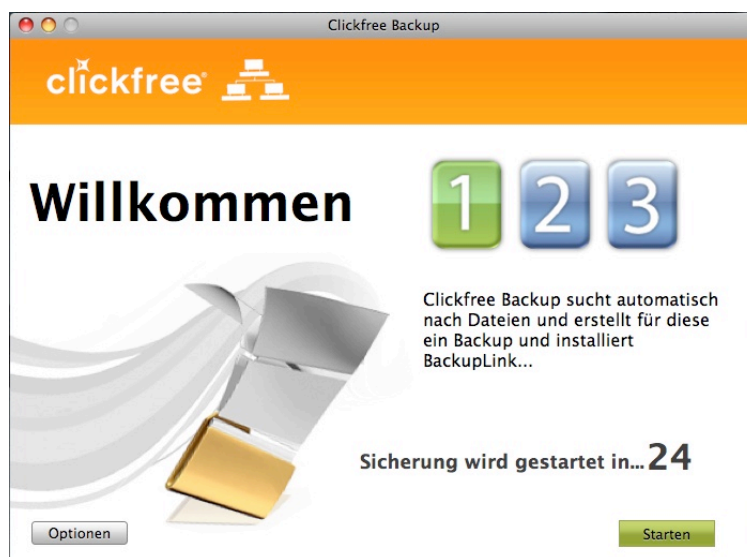 Clickfree Backup
clickfree
Willkommen
1 2 3
Clickfree Backup sucht automatisch
nach Dateien und erstellt für diese
ein Backup und installiert
BackupLink...
Sicherung wird gestartet in...24
Optionen
Starten